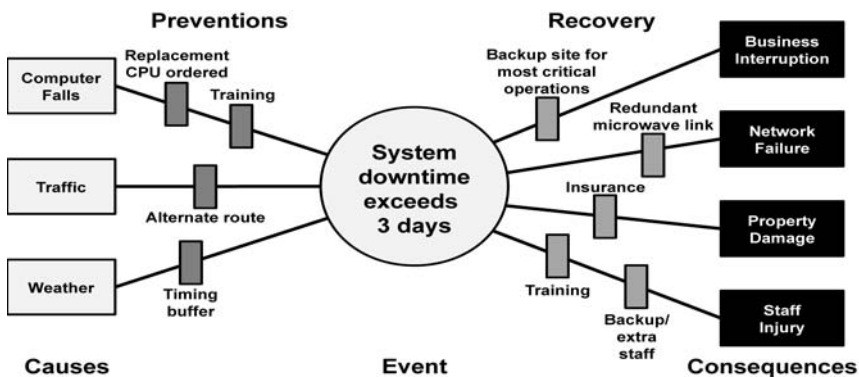 Preventions
Recovery
Replacement
CPU ordered
Training
Computer
Falls
Traffic
Alternate route
Weather
Timing
buffer
System
downtime
exceeds
3 days
Backup site for
most critical
operations
Redundant
microwave link
Insurance
Training
Backup/
extra
staff
Business
Interruption
Network
Failure
Property
Damage
Staff
Injury
Causes
Event
Consequences